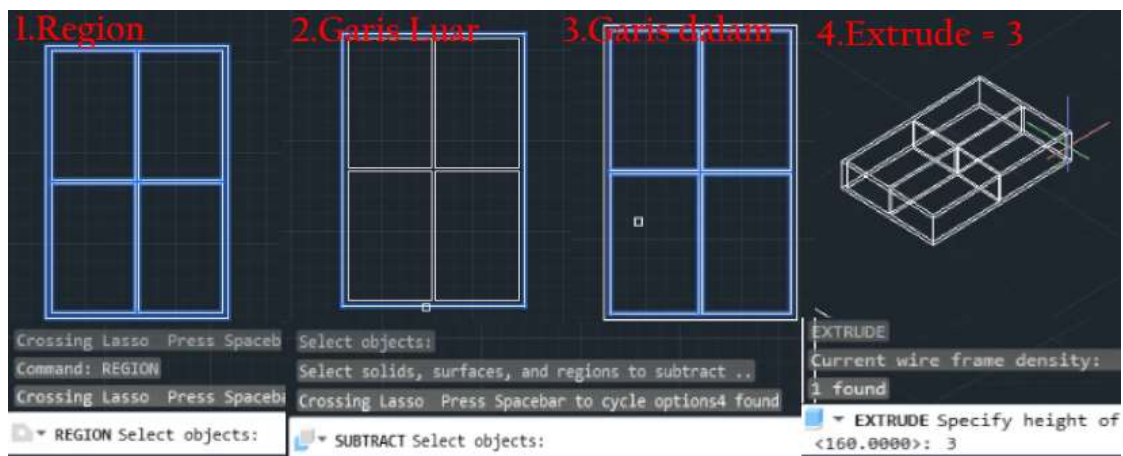 1.Region
2.Garis Luar
3.Garis dalam
4.Extrude = 3
Crossing Lasso Press Spaceb
Command: REGION
Crossing Lasso Press Spaceba
REGION Select objects:
Select objects:
Select solids, surfaces, and regions to subtract ..
Crossing Lasso Press Spacebar to cycle options4 found
SUBTRACT Select objects:
EXTRUDE
Current wire frame density:
1 found
EXTRUDE Specify height of
<160.0000>: 3